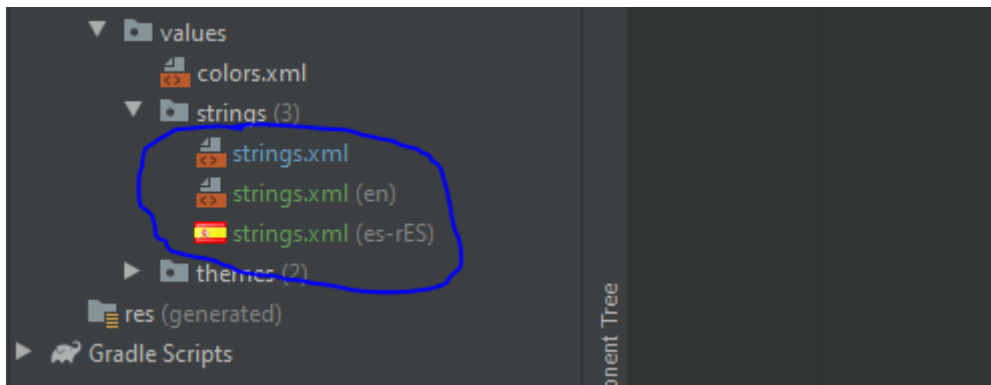 values
colors.xml
strings (3)
strings.xml
strings.xml (en)
strings.xml (es-rES)
themes (2)
res (generated)
Gradle Scripts
onent Tree